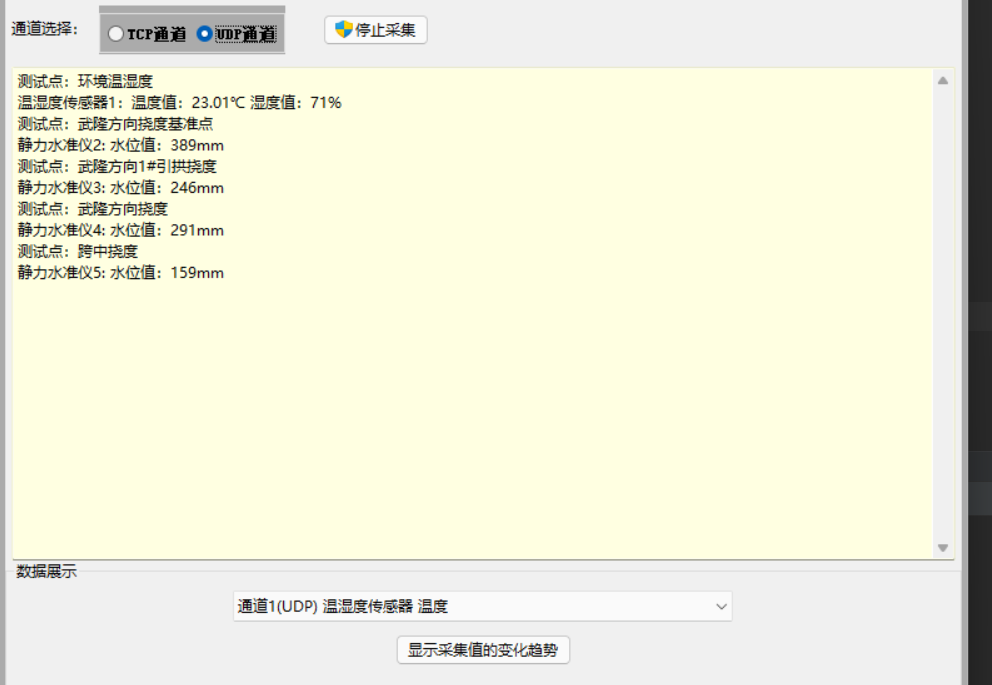 通道选择： TCP通道 UDP通道 停止采集
测试点：环境温湿度
温湿度传感器1：温度值：23.01℃ 湿度值：71%
测试点：武隆方向挠度基准点
静力水准仪2: 水位值：389mm
测试点：武隆方向1#引拱挠度
静力水准仪3: 水位值：246mm
测试点：武隆方向挠度
静力水准仪4: 水位值：291mm
测试点：跨中挠度
静力水准仪5: 水位值：159mm
数据展示
通道1(UDP) 温湿度传感器 温度
显示采集值的变化趋势